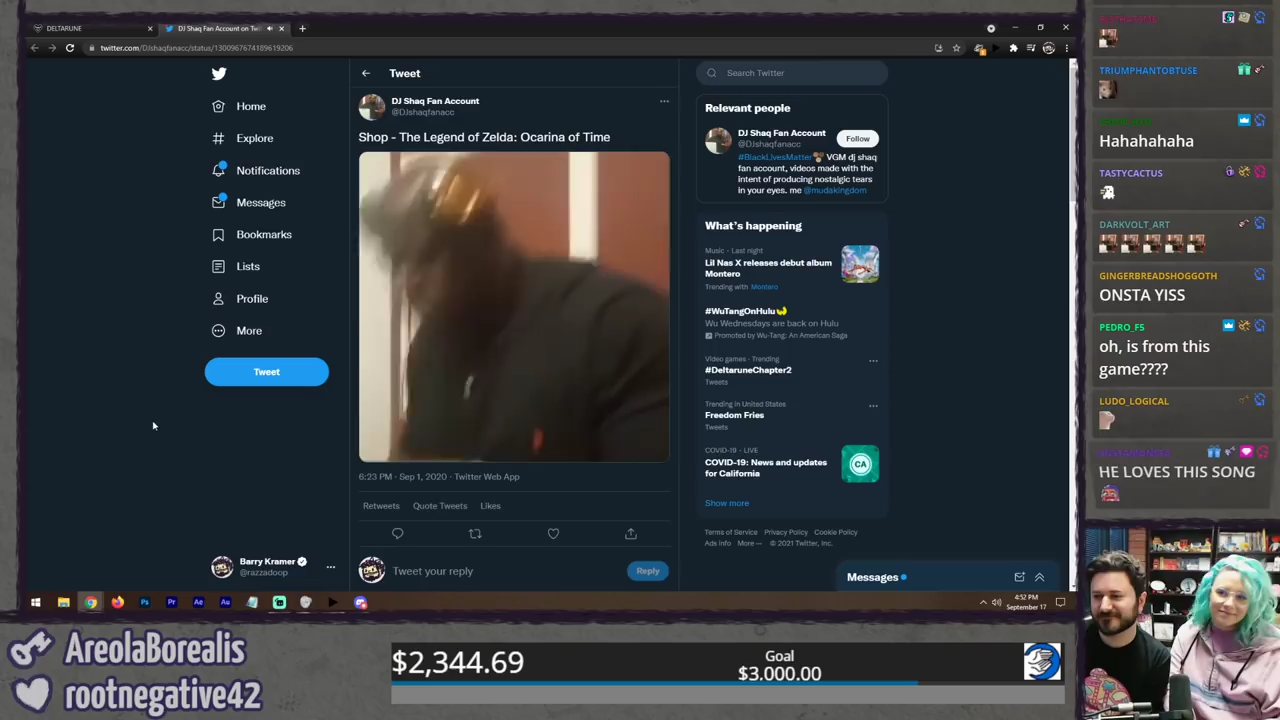 DELTARUNE
DJ Shaq Fan Account on Tw
twitter.com/DJshaqfanacc/status/1300967674189619206
Home
Explore
Notifications
Messages
Bookmarks
Lists
Profile
More
Tweet
Barry Kramer
@razzadoop
Tweet
DJ Shaq Fan Account
@DJshaqfanacc
Shop - The Legend of Zelda: Ocarina of Time
6:23 PM · Sep 1, 2020 · Twitter Web App
Retweets Quote Tweets Likes
Tweet your reply
Reply
Search Twitter
Relevant people
DJ Shaq Fan Account
@DJshaqfanacc
Follow
#BlackLivesMatter VGM dj shaq
fan account, videos made with the
intent of producing nostalgic tears
in your eyes. me @mudakingdom
What's happening
Music · Last night
Lil Nas X releases debut album
Montero
Trending with Montero
#WuTangOnHulu
Wu Wednesdays are back on Hulu
Promoted by Wu-Tang: An American Saga
Video games · Trending
#DeltaruneChapter2
Tweets
Trending in United States
Freedom Fries
Tweets
COVID-19 · LIVE
COVID-19: News and updates
for California
CA
Show more
Terms of Service Privacy Policy Cookie Policy
Ads info More ··· © 2021 Twitter, Inc.
Messages
4:52 PM
September 17
TRIUMPHANTOBTUSE
Hahahahaha
TASTYCACTUS
DARKVOLT_ART
GINGERBREADSHOGGOTH
ONSTA YISS
PEDRO_F5
oh, is from this
game????
LUDO_LOGICAL
HE LOVES THIS SONG
AreolaBorealis
rootnegative42
$2,344.69
Goal
$3,000.00